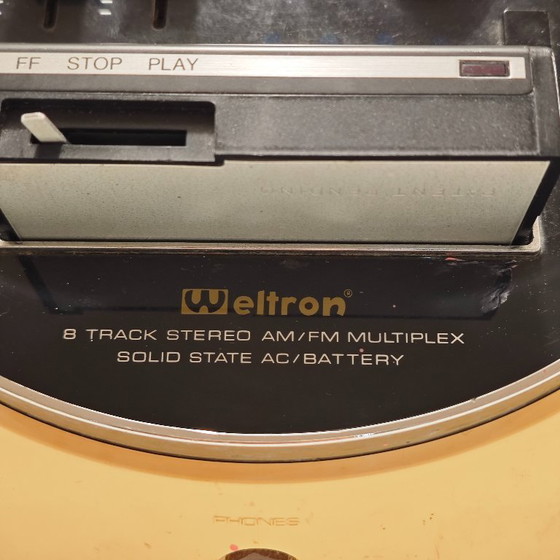 FF STOP PLAY
Weltron®
8 TRACK STEREO AM/FM MULTIPLEX
SOLID STATE AC/BATTERY
PHONES